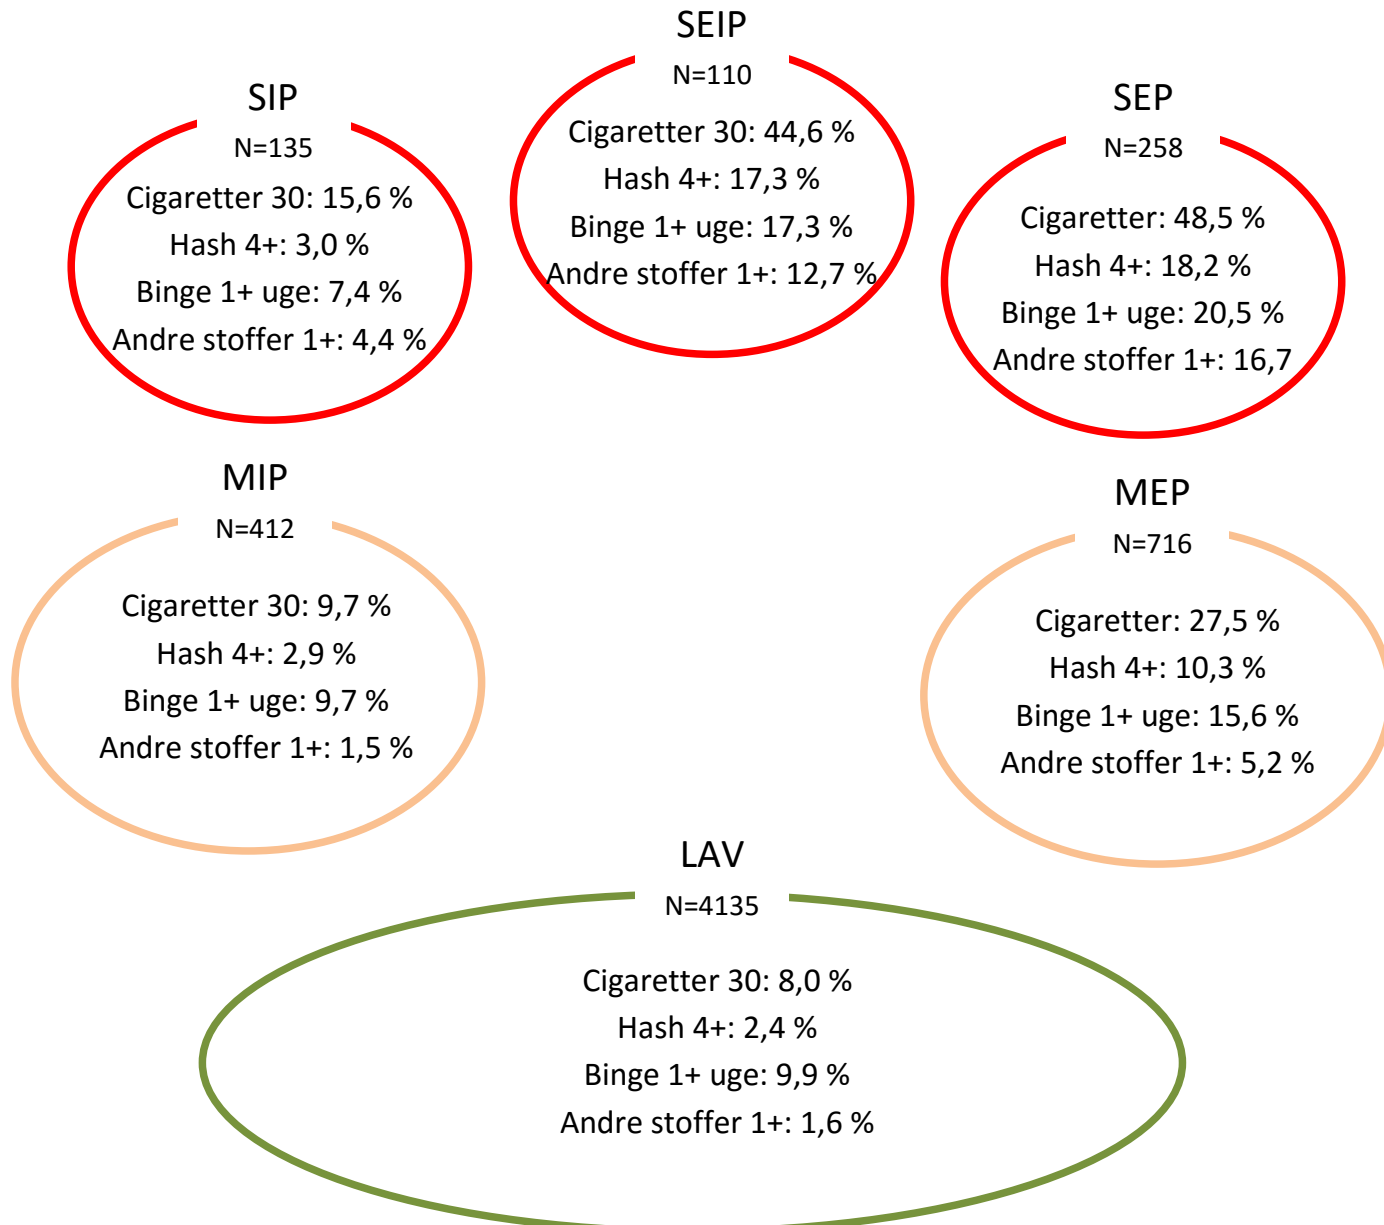 SEIP
N=110
Cigaretter 30: 44,6 %
Hash 4+: 17,3 %
Binge 1+ uge: 17,3 %
Andre stoffer 1+: 12,7 %
SIP
N=135
Cigaretter 30: 15,6 %
Hash 4+: 3,0 %
Binge 1+ uge: 7,4 %
Andre stoffer 1+: 4,4 %
SEP
N=258
Cigaretter: 48,5 %
Hash 4+: 18,2 %
Binge 1+ uge: 20,5 %
Andre stoffer 1+: 16,7
MIP
N=412
Cigaretter 30: 9,7 %
Hash 4+: 2,9 %
Binge 1+ uge: 9,7 %
Andre stoffer 1+: 1,5 %
MEP
N=716
Cigaretter: 27,5 %
Hash 4+: 10,3 %
Binge 1+ uge: 15,6 %
Andre stoffer 1+: 5,2 %
LAV
N=4135
Cigaretter 30: 8,0 %
Hash 4+: 2,4 %
Binge 1+ uge: 9,9 %
Andre stoffer 1+: 1,6 %